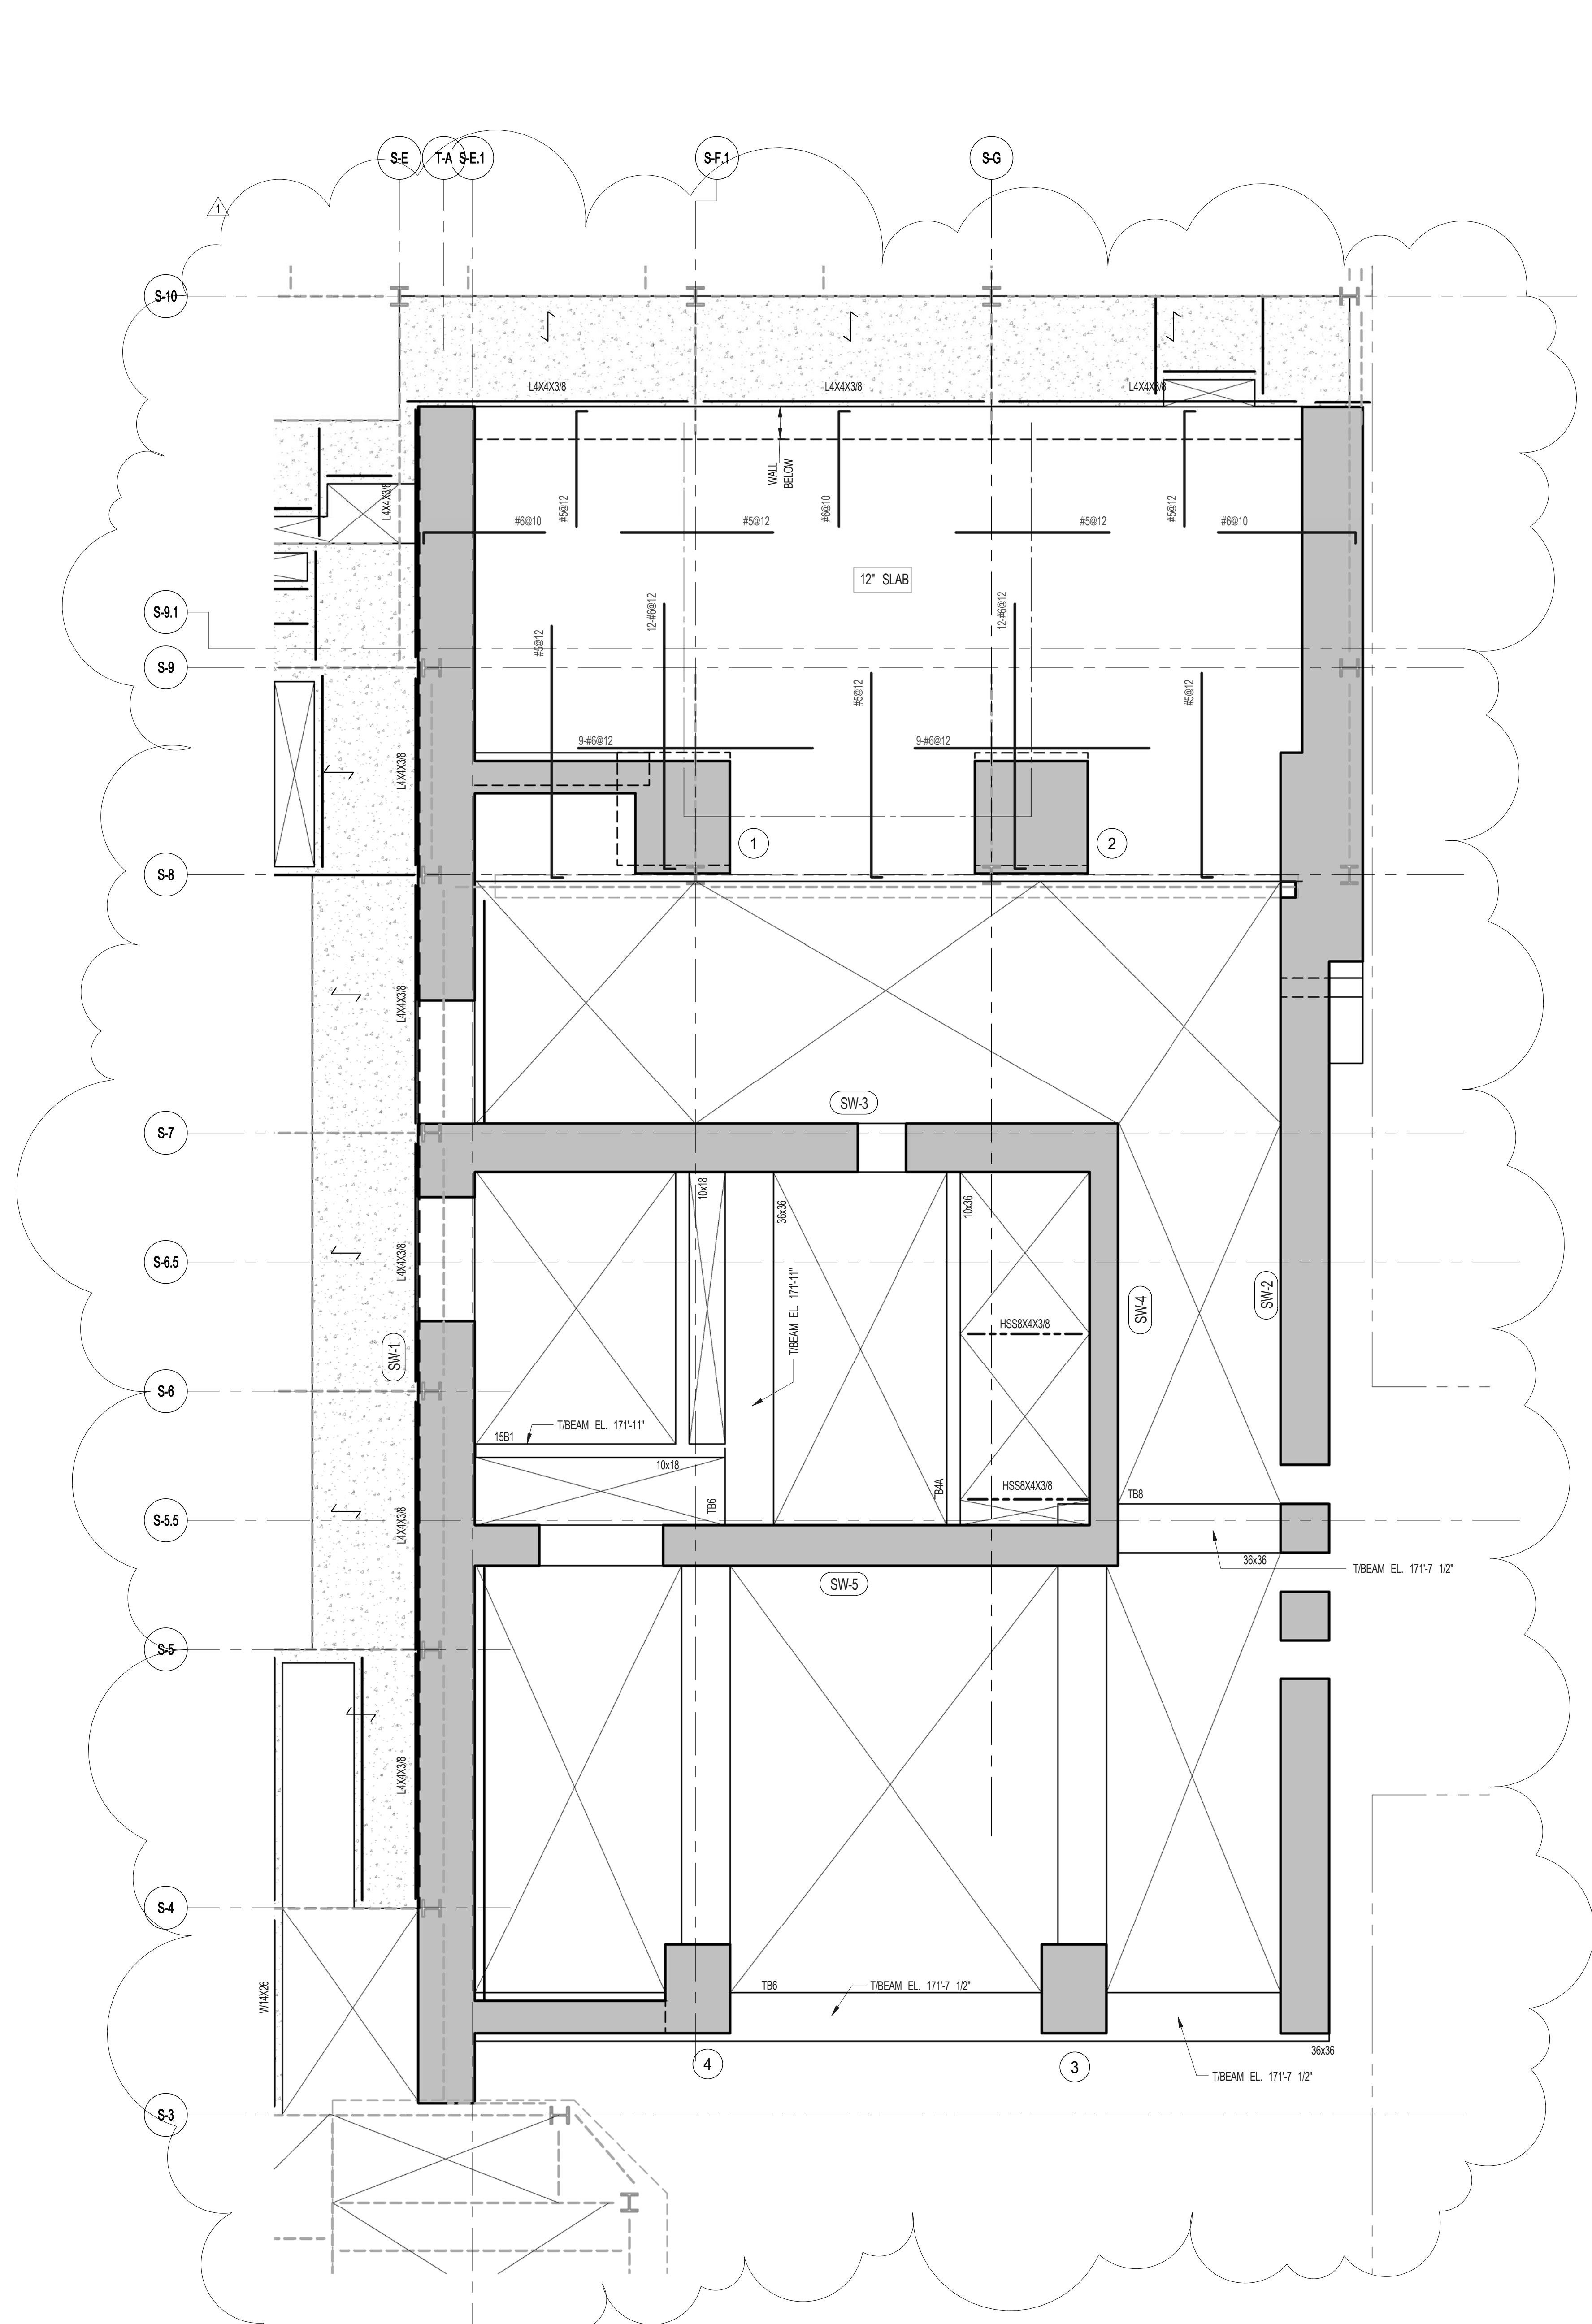 S-E
T-A
S-E.1
S-F.1
S-G
1
S-10
L4X4X3/8
L4X4X3/8
L4X4X3/8
WALL
BELOW
L4X4X3/8
#5@12
#6@10
#5@12
#6@10
#5@12
#5@12
#6@10
12" SLAB
S-9.1
12-#6@12
12-#6@12
#5@12
S-9
#5@12
#5@12
9-#6@12
9-#6@12
L4X4X3/8
1
2
S-8
L4X4X3/8
SW-3
S-7
10x18
36x36
10x36
L4X4X3/8
S-6.5
T/BEAM EL. 171'-11"
SW-4
SW-2
HSS8X4X3/8
SW-1
S-6
T/BEAM EL. 171'-11"
15B1
10x18
HSS8X4X3/8
TB6
TB4A
TB8
L4X4X3/8
S-5.5
36x36
T/BEAM EL. 171'-7 1/2"
SW-5
S-5
L4X4X3/8
S-4
W14X26
TB6
T/BEAM EL. 171'-7 1/2"
36x36
4
3
T/BEAM EL. 171'-7 1/2"
S-3